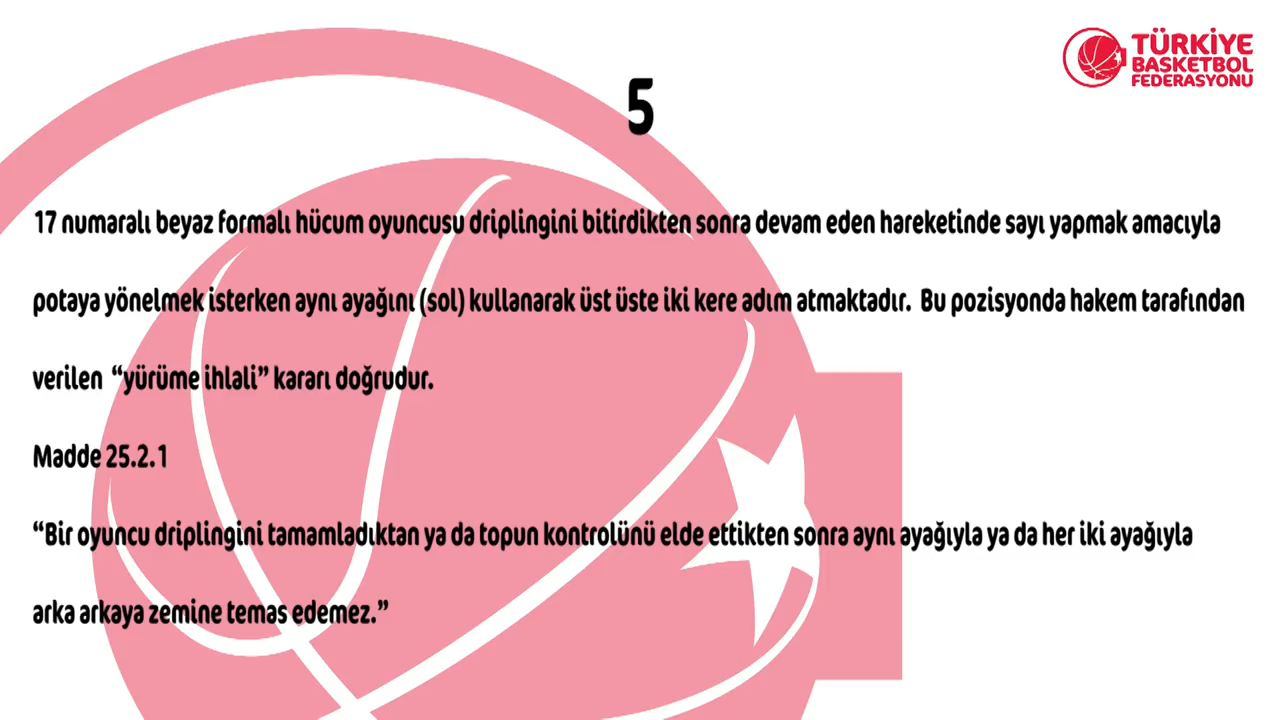 TÜRKİYE
BASKETBOL
FEDERASYONU
5
17 numaralı beyaz formalı hücum oyuncusu driplingini bitirdikten sonra devam eden hareketinde sayı yapmak amacıyla
potaya yönelmek isterken aynı ayağını (sol) kullanarak üst üste iki kere adım atmaktadır. Bu pozisyonda hakem tarafından
verilen “yürüme ihlali” kararı doğrudur.
Madde 25.2.1
“Bir oyuncu driplingini tamamladıktan ya da topun kontrolünü elde ettikten sonra aynı ayağıyla ya da her iki ayağıyla
arka arkaya zemine temas edemez.”